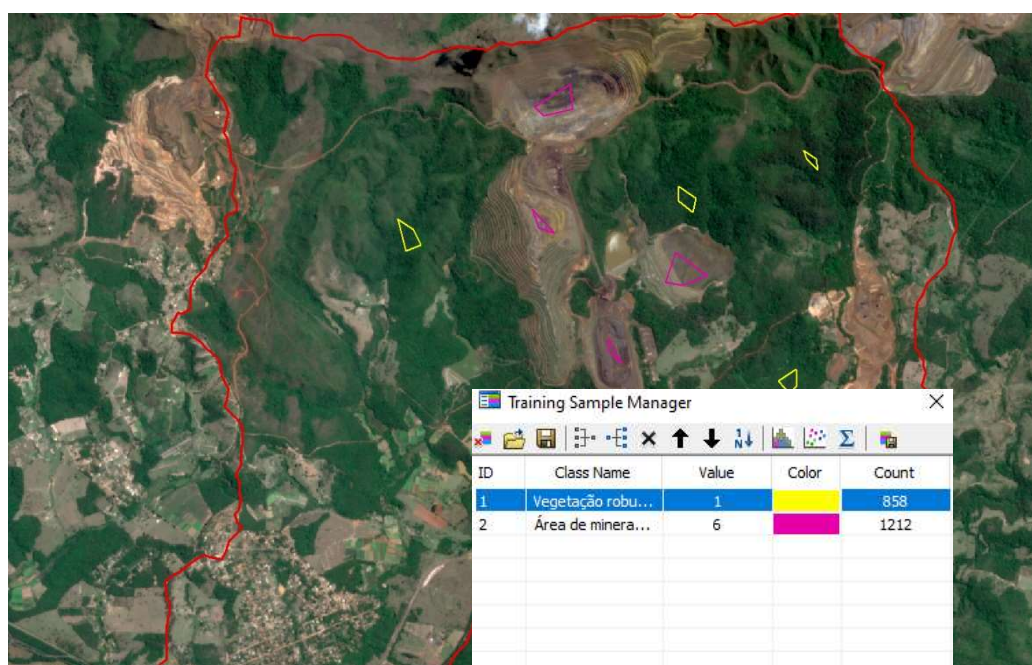 Training Sample Manager
ID Class Name Value Color Count
1 Vegetação robu... 1 858
2 Área de minera... 6 1212